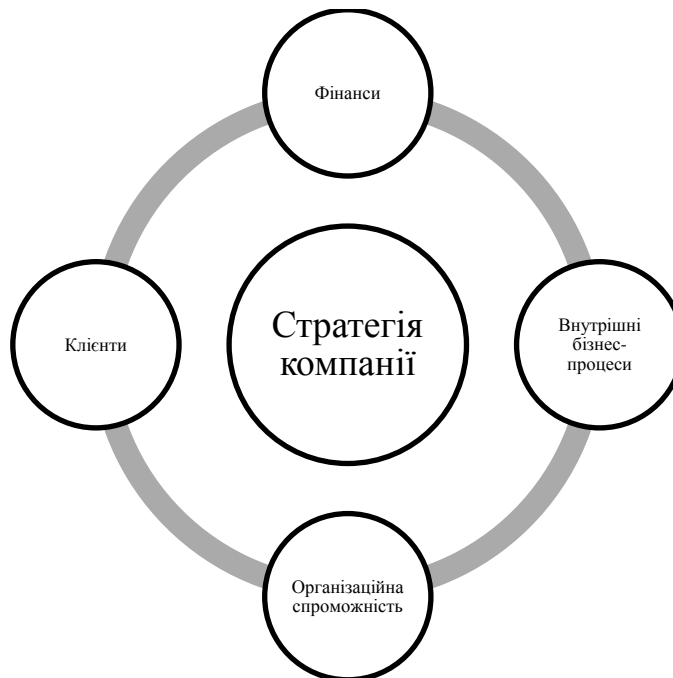 Фінанси
Клієнти
Стратегія
компанії
Внутрішні
бізнес-
процеси
Організаційна
спроможність